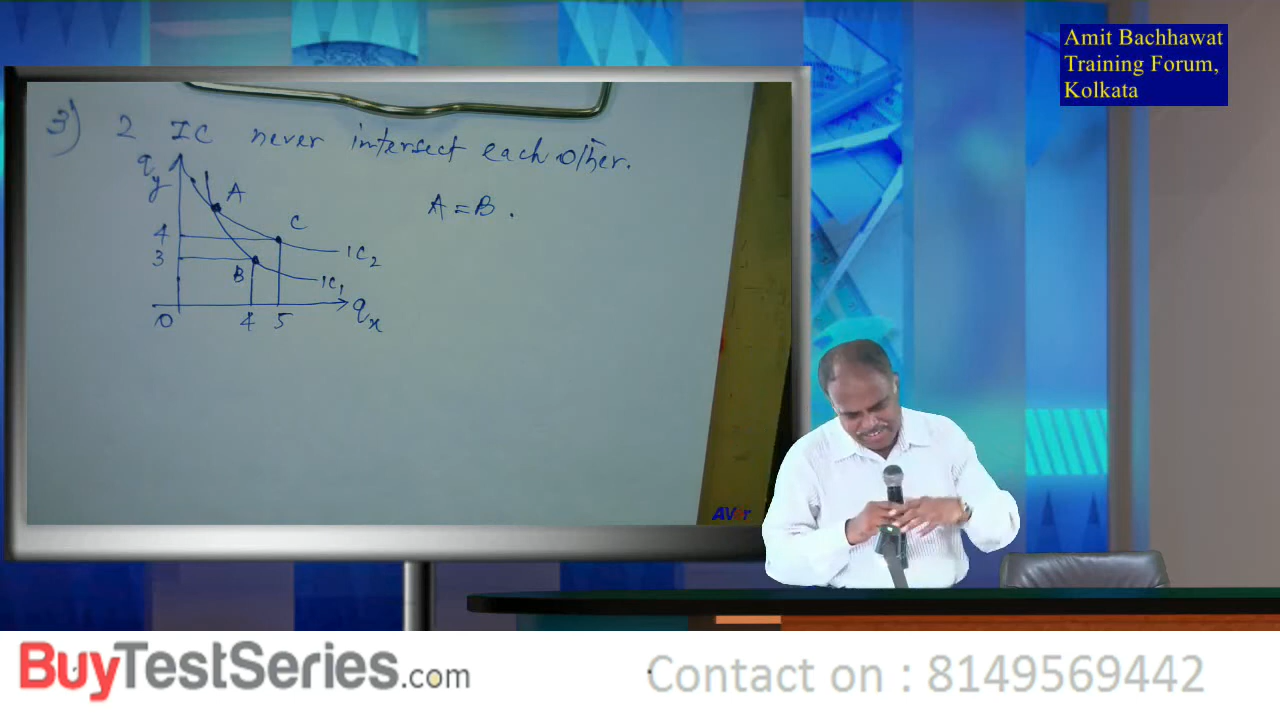 Amit Bachhawat
Training Forum,
Kolkata
3) 2 IC never intersect each other.
qy
A
A = B .
C
4
IC2
3
B
IC1
0 4 5 qx
AVer
BuyTestSeries.com
Contact on : 8149569442